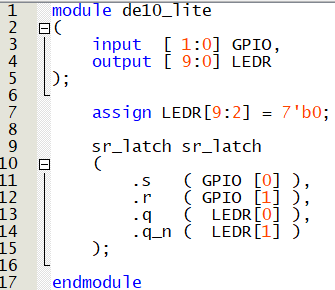 1 module de10_lite
2 (
3 input [ 1:0] GPIO,
4 output [ 9:0] LEDR
5 );
6
7 assign LEDR[9:2] = 7'b0;
8
9 sr_latch sr_latch
10 (
11 .s ( GPIO [0] ),
12 .r ( GPIO [1] ),
13 .q ( LEDR[0] ),
14 .q_n ( LEDR[1] )
15 );
16
17 endmodule